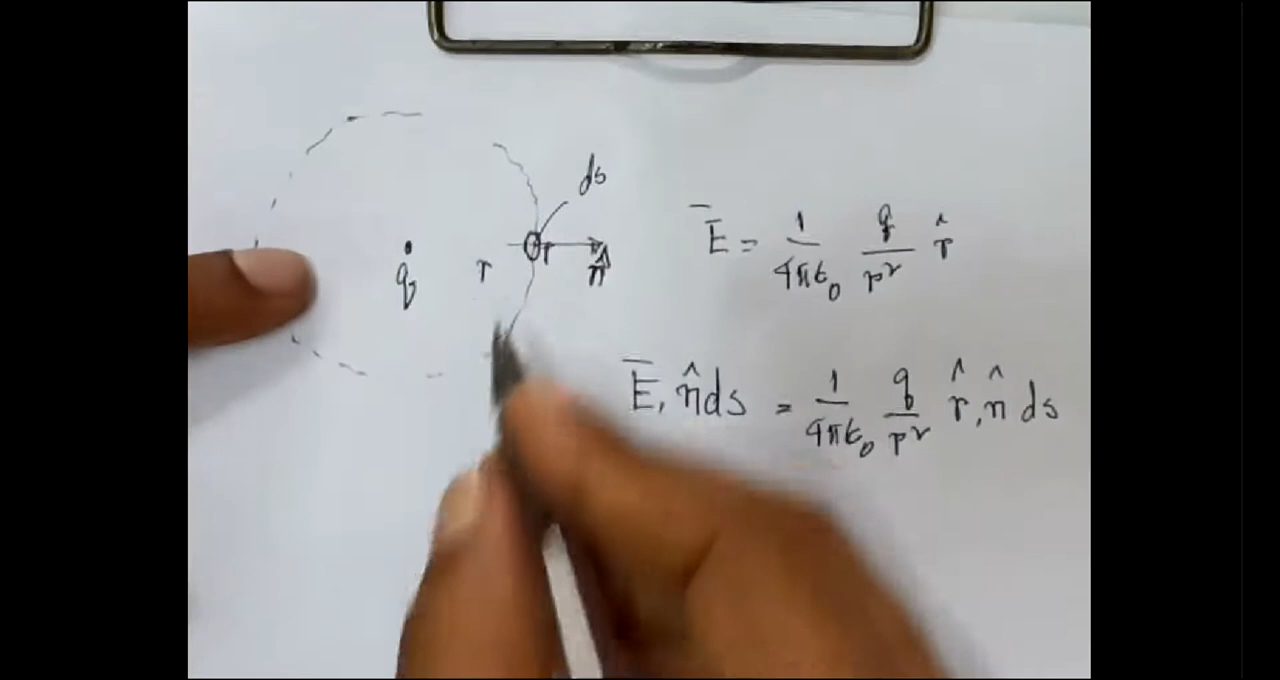 ds
q r r n̂
Ē = 1/4πε₀ q/r² r̂
Ē . n̂ ds = 1/4πε₀ q/r² r̂ . n̂ ds